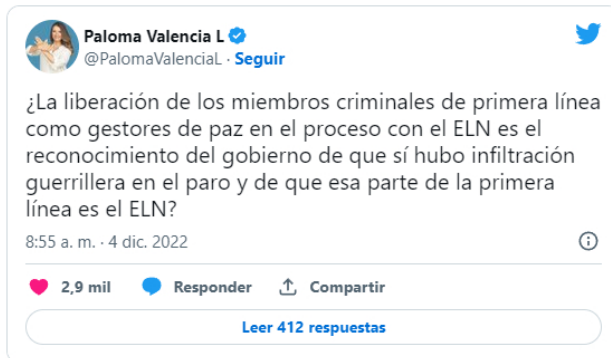 Paloma Valencia L
@PalomaValenciaL · Seguir
¿La liberación de los miembros criminales de primera línea
como gestores de paz en el proceso con el ELN es el
reconocimiento del gobierno de que sí hubo infiltración
guerrillera en el paro y de que esa parte de la primera
línea es el ELN?
8:55 a. m. · 4 dic. 2022
2,9 mil Responder Compartir
Leer 412 respuestas